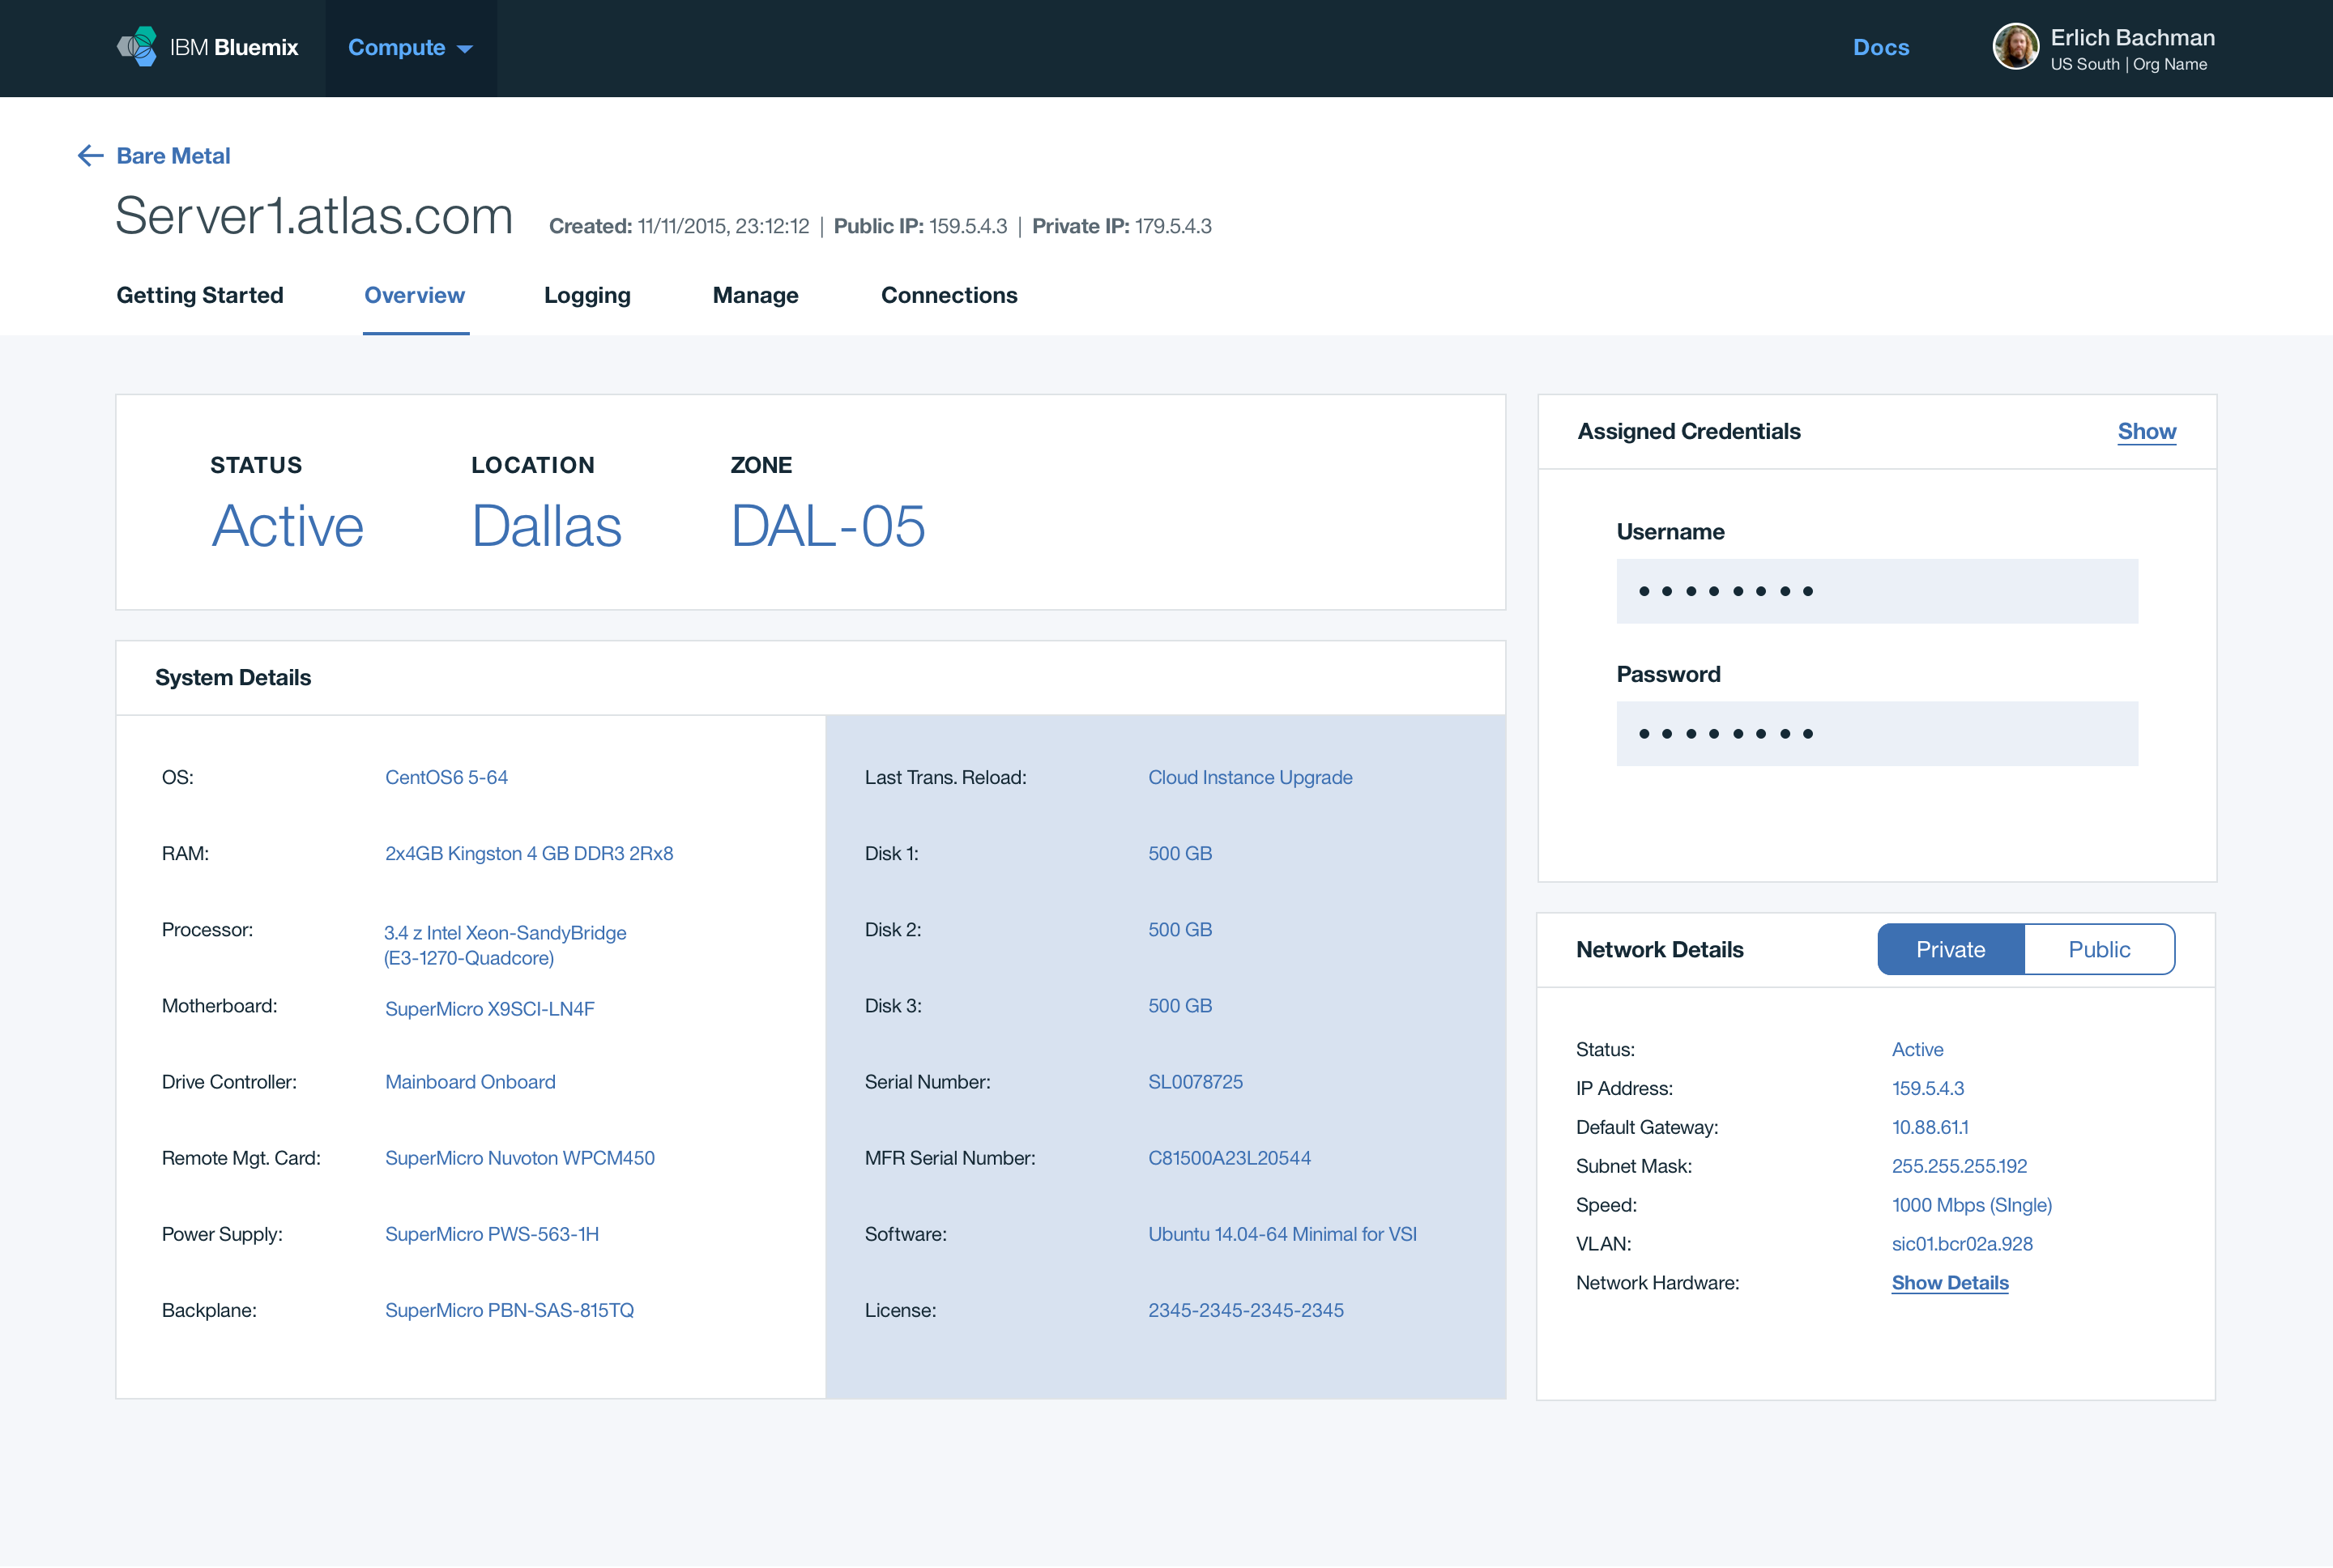 IBM Bluemix
Compute
Docs
Erlich Bachman
US South | Org Name
Bare Metal
Server1.atlas.com
Created: 11/11/2015, 23:12:12 | Public IP: 159.5.4.3 | Private IP: 179.5.4.3
Getting Started
Overview
Logging
Manage
Connections
STATUS
Active
LOCATION
Dallas
ZONE
DAL-05
System Details
OS: CentOS6 5-64
RAM: 2x4GB Kingston 4 GB DDR3 2Rx8
Processor: 3.4 z Intel Xeon-SandyBridge
(E3-1270-Quadcore)
Motherboard: SuperMicro X9SCI-LN4F
Drive Controller: Mainboard Onboard
Remote Mgt. Card: SuperMicro Nuvoton WPCM450
Power Supply: SuperMicro PWS-563-1H
Backplane: SuperMicro PBN-SAS-815TQ
Last Trans. Reload: Cloud Instance Upgrade
Disk 1: 500 GB
Disk 2: 500 GB
Disk 3: 500 GB
Serial Number: SL0078725
MFR Serial Number: C81500A23L20544
Software: Ubuntu 14.04-64 Minimal for VSI
License: 2345-2345-2345-2345
Assigned Credentials
Show
Username
••••••••
Password
••••••••
Network Details
Private
Public
Status: Active
IP Address: 159.5.4.3
Default Gateway: 10.88.61.1
Subnet Mask: 255.255.255.192
Speed: 1000 Mbps (SIngle)
VLAN: sic01.bcr02a.928
Network Hardware: Show Details